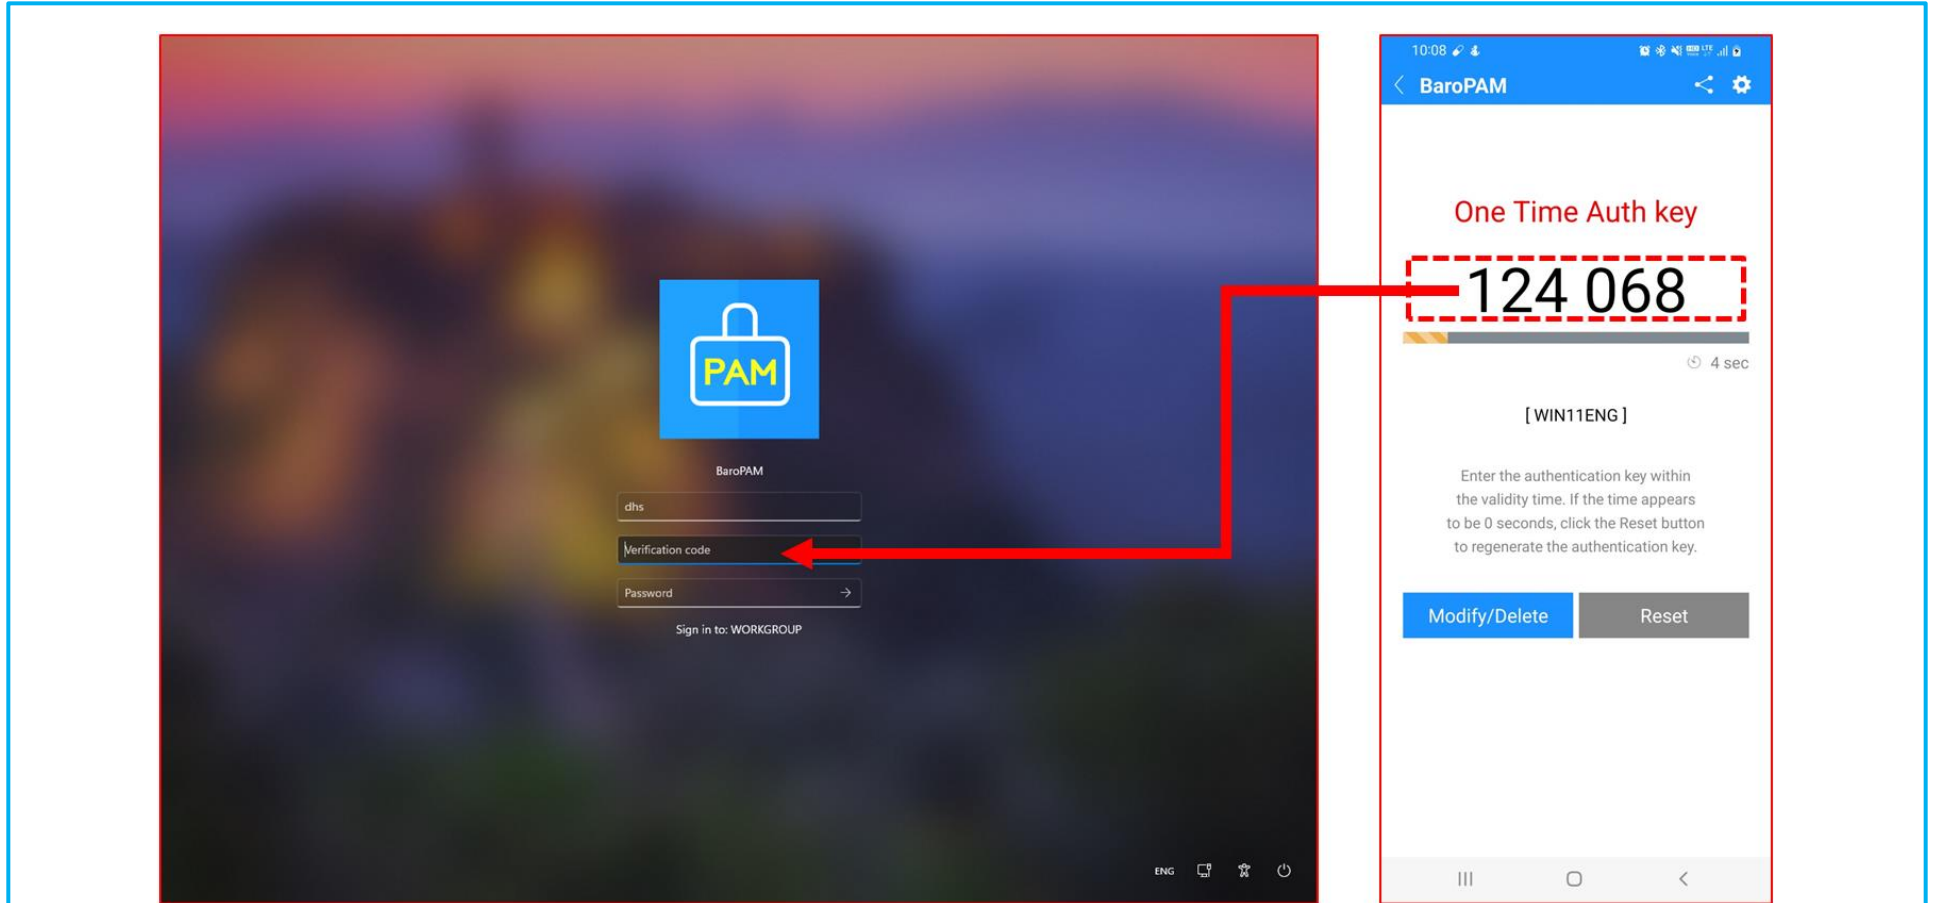 PAM
BaroPAM
dhs
Verification code
Password
Sign in to: WORKGROUP
ENG
10:08
BaroPAM
One Time Auth key
124 068
4 sec
[ WIN11ENG ]
Enter the authentication key within
the validity time. If the time appears
to be 0 seconds, click the Reset button
to regenerate the authentication key.
Modify/Delete
Reset